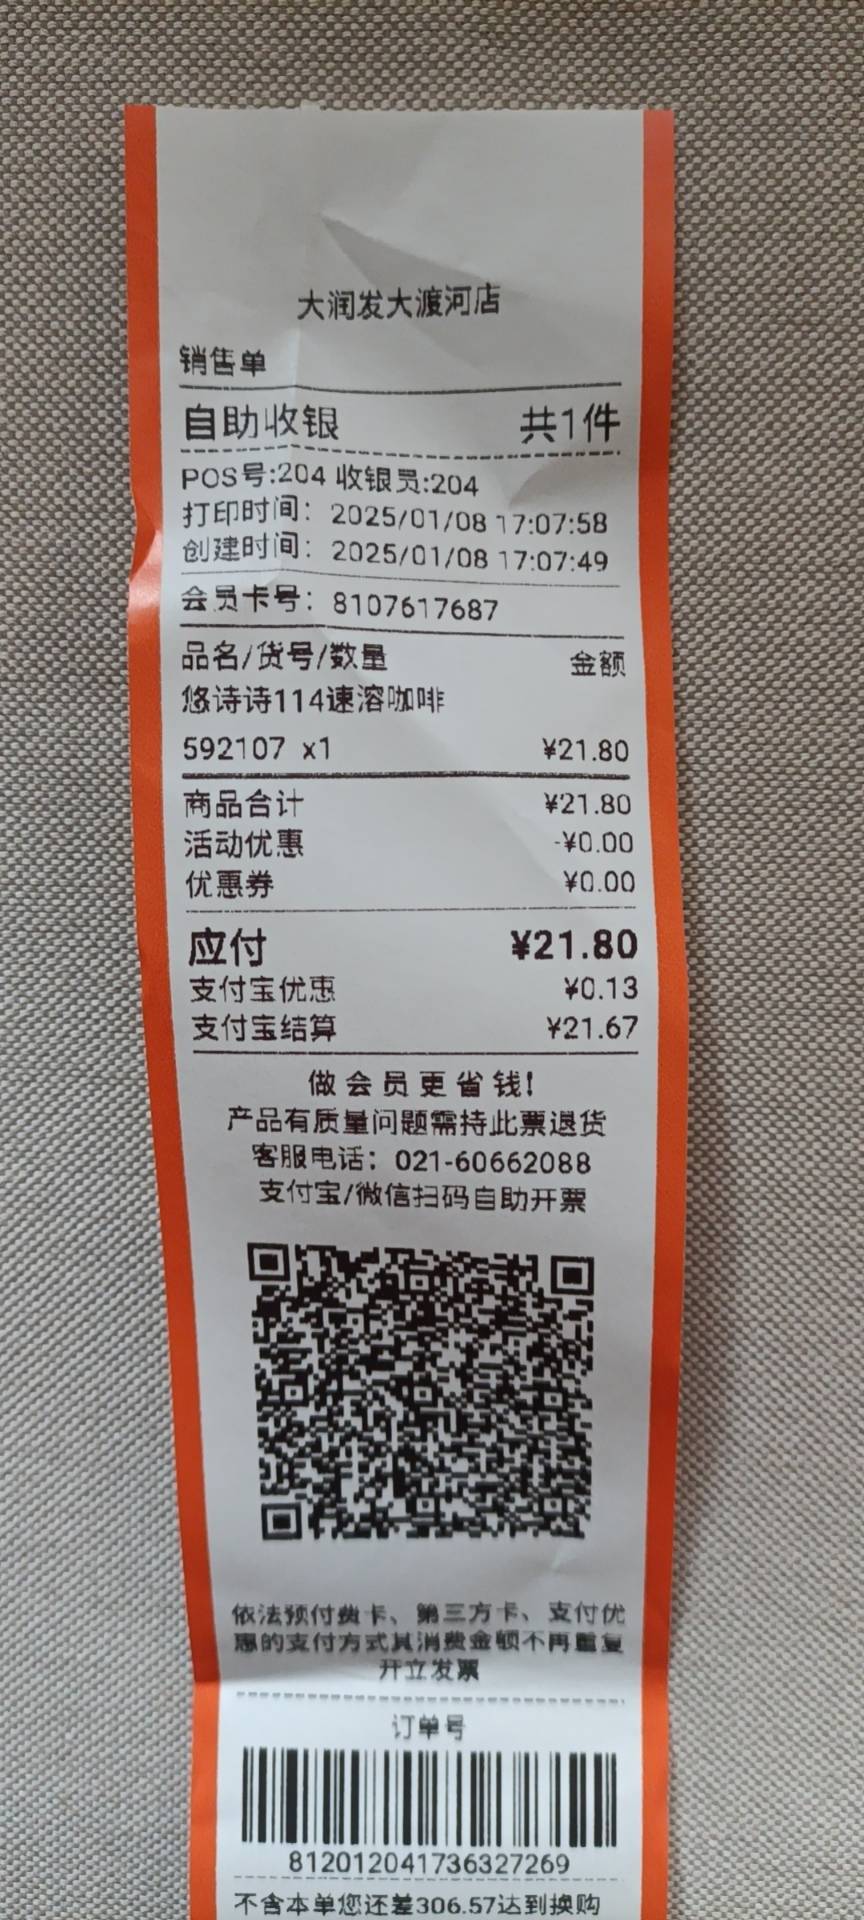 大润发大渡河店
销售单
自助收银 共1件
POS号:204 收银员:204
打印时间：2025/01/08 17:07:58
创建时间：2025/01/08 17:07:49
会员卡号：8107617687
品名/货号/数量 金额
悠诗诗114速溶咖啡
592107 x1 ¥21.80
商品合计 ¥21.80
活动优惠 -¥0.00
优惠券 ¥0.00
应付 ¥21.80
支付宝优惠 ¥0.13
支付宝结算 ¥21.67
做会员更省钱!
产品有质量问题需持此票退货
客服电话：021-60662088
支付宝/微信扫码自助开票
依法预付费卡、第三方卡、支付优
惠的支付方式其消费金额不再重复
开立发票
订单号
812012041736327269
不含本单您还差306.57达到换购